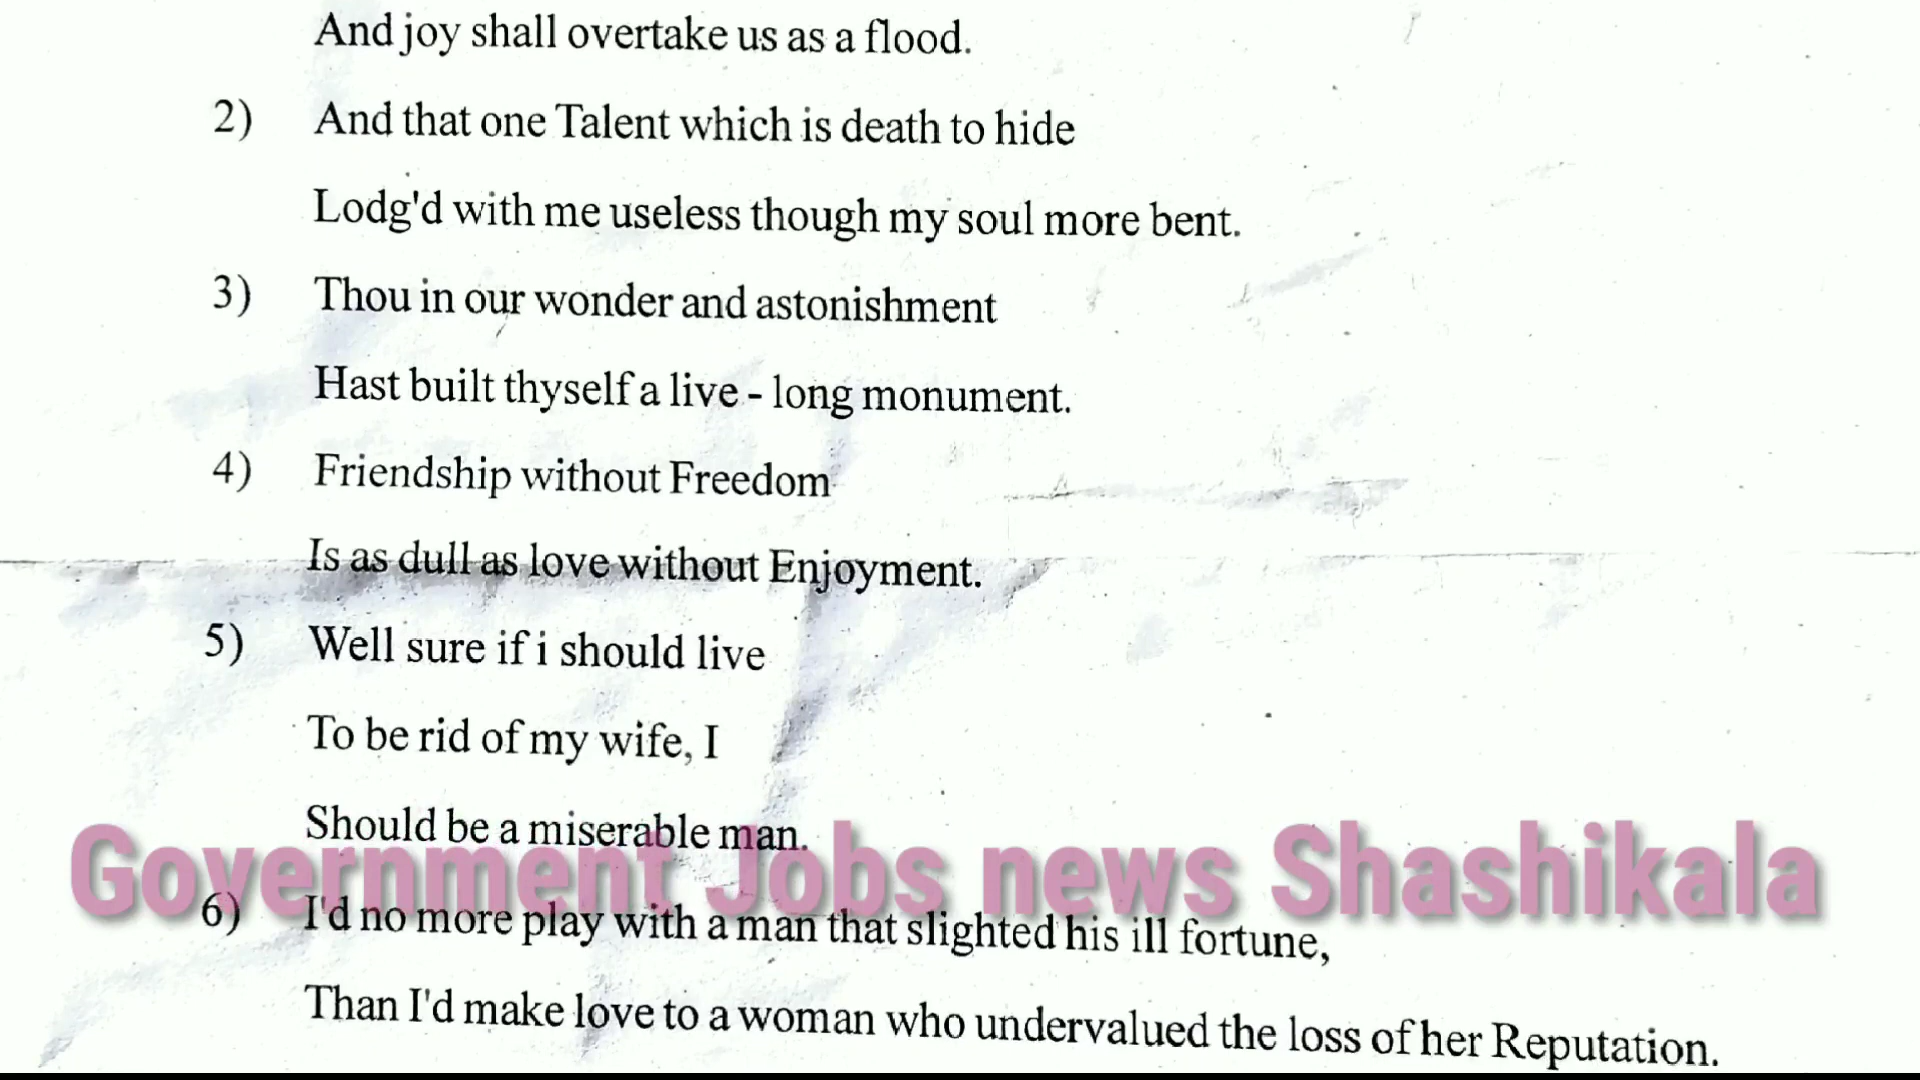 And joy shall overtake us as a flood.
2) And that one Talent which is death to hide
Lodg'd with me useless though my soul more bent.
3) Thou in our wonder and astonishment
Hast built thyself a live - long monument.
4) Friendship without Freedom
Is as dull as love without Enjoyment.
5) Well sure if i should live
To be rid of my wife, I
Should be a miserable man.
Government Jobs news Shashikala
6) I'd no more play with a man that slighted his ill fortune,
Than I'd make love to a woman who undervalued the loss of her Reputation.